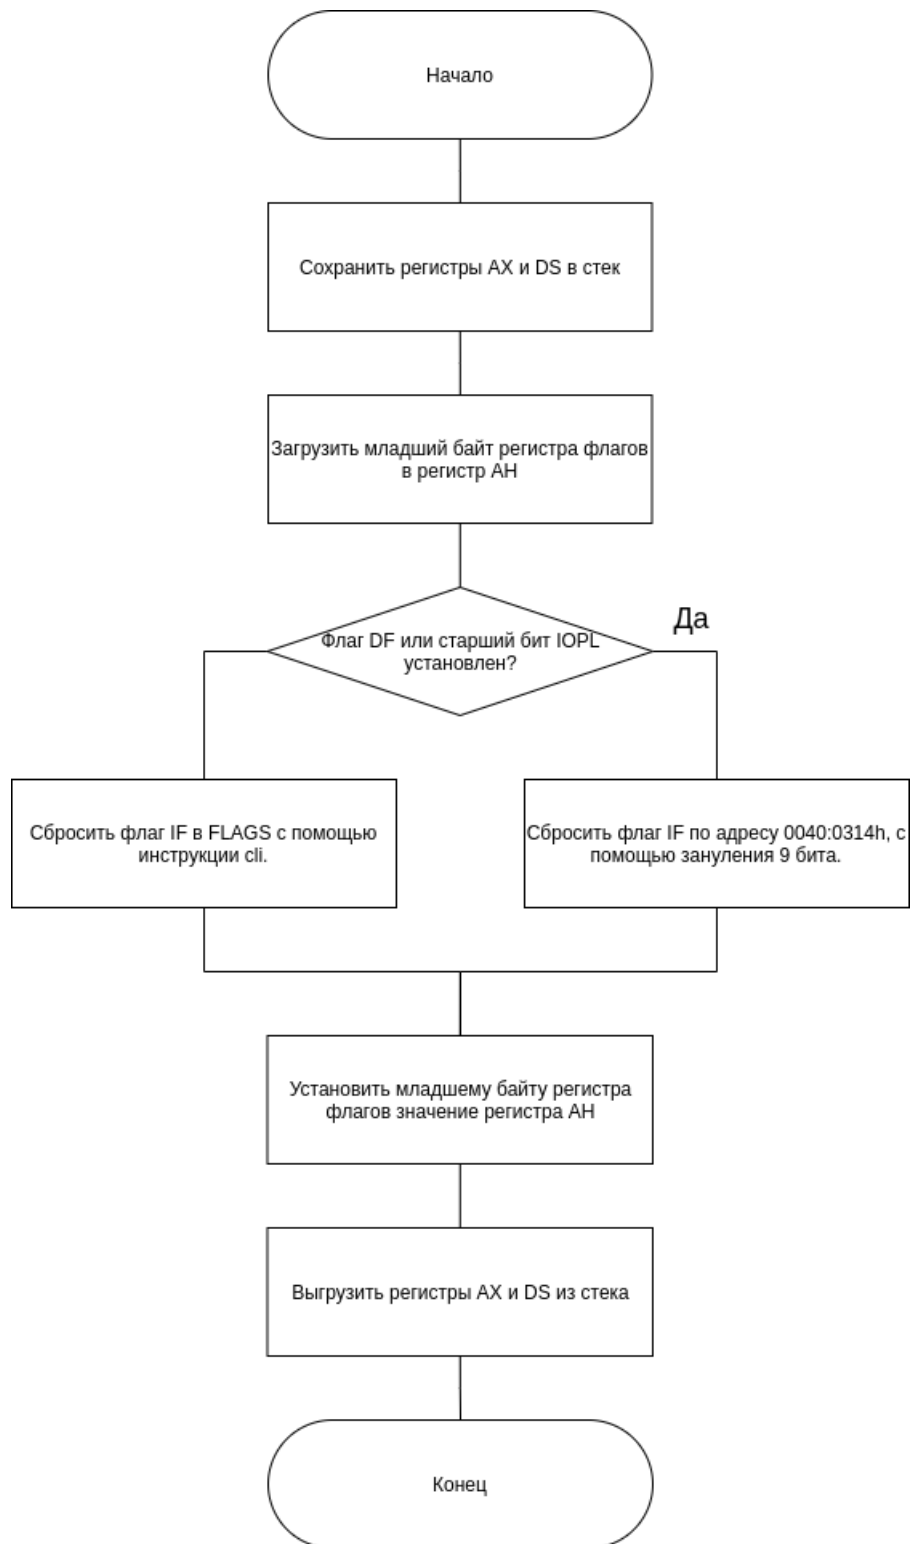 Начало
Сохранить регистры AX и DS в стек
Загрузить младший байт регистра флагов
в регистр AH
Да
Флаг DF или старший бит IOPL
установлен?
Сбросить флаг IF в FLAGS с помощью
инструкции cli.
Сбросить флаг IF по адресу 0040:0314h, с
помощью зануления 9 бита.
Установить младшему байту регистра
флагов значение регистра AH
Выгрузить регистры AX и DS из стека
Конец